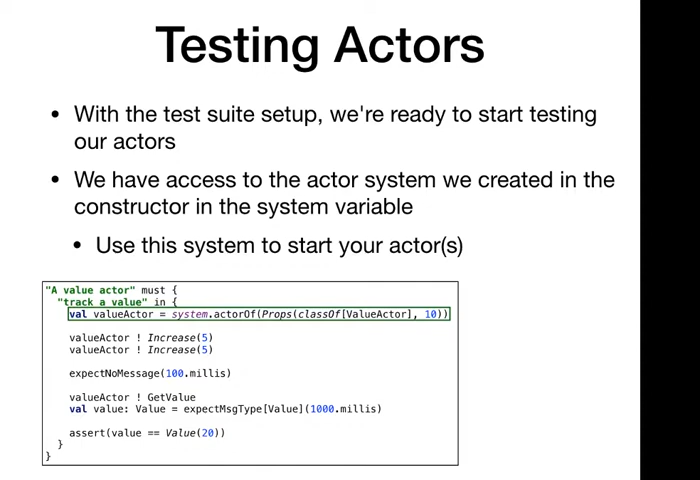 Testing Actors
• With the test suite setup, we're ready to start testing
our actors
• We have access to the actor system we created in the
constructor in the system variable
• Use this system to start your actor(s)
"A value actor" must {
"track a value" in {
val valueActor = system.actorOf(Props(classOf[ValueActor], 10))
valueActor ! Increase(5)
valueActor ! Increase(5)
expectNoMessage(100.millis)
valueActor ! GetValue
val value: Value = expectMsgType[Value](1000.millis)
assert(value == Value(20))
}
}